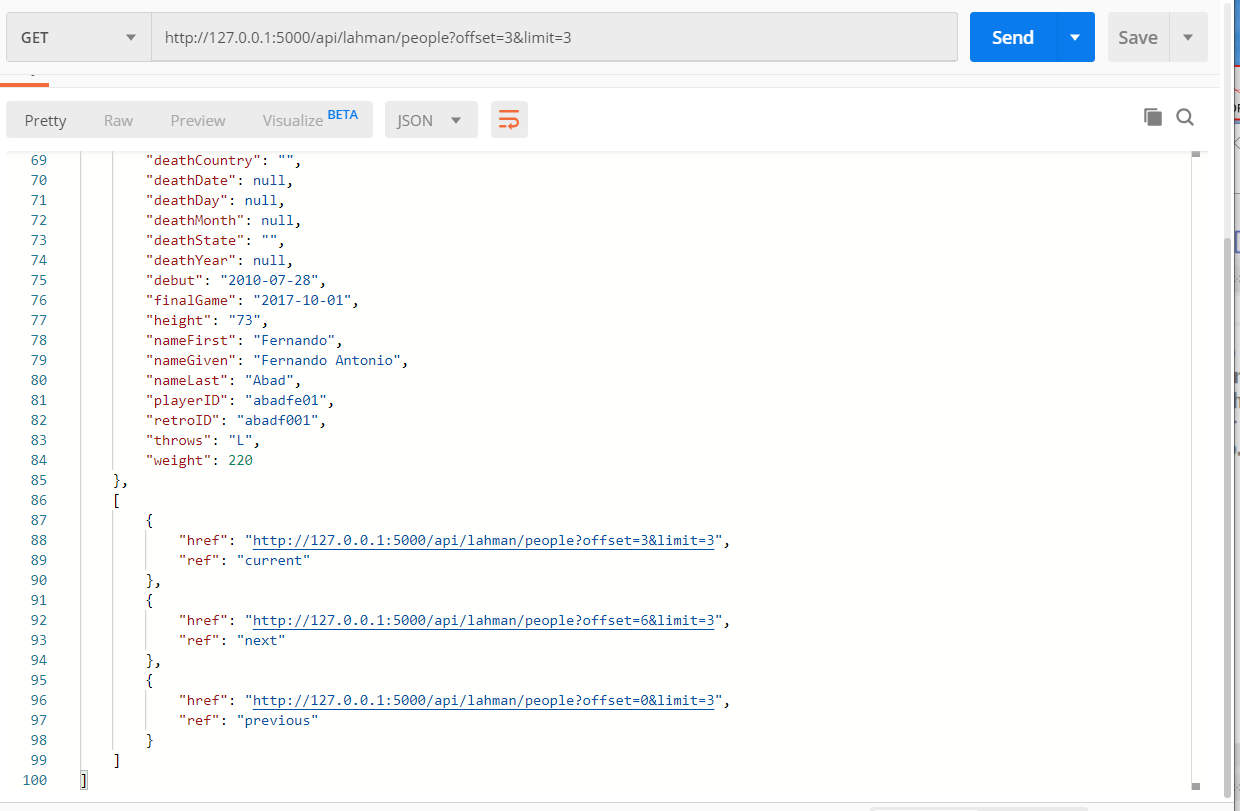 GET http://127.0.0.1:5000/api/lahman/people?offset=3&limit=3 Send Save
Pretty Raw Preview Visualize BETA JSON
69 "deathCountry": "",
70 "deathDate": null,
71 "deathDay": null,
72 "deathMonth": null,
73 "deathState": "",
74 "deathYear": null,
75 "debut": "2010-07-28",
76 "finalGame": "2017-10-01",
77 "height": "73",
78 "nameFirst": "Fernando",
79 "nameGiven": "Fernando Antonio",
80 "nameLast": "Abad",
81 "playerID": "abadfe01",
82 "retroID": "abadf001",
83 "throws": "L",
84 "weight": 220
85 },
86 [
87 {
88 "href": "http://127.0.0.1:5000/api/lahman/people?offset=3&limit=3",
89 "ref": "current"
90 },
91 {
92 "href": "http://127.0.0.1:5000/api/lahman/people?offset=6&limit=3",
93 "ref": "next"
94 },
95 {
96 "href": "http://127.0.0.1:5000/api/lahman/people?offset=0&limit=3",
97 "ref": "previous"
98 }
99 ]
100 ]